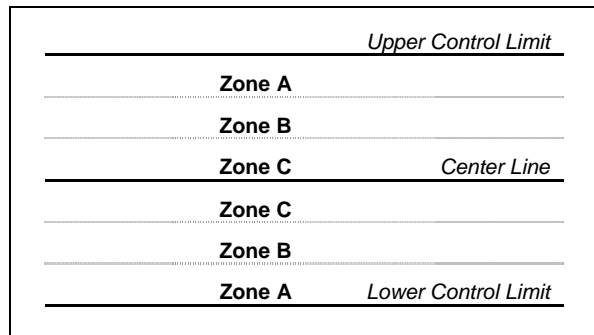 Upper Control Limit
Zone A
Zone B
Zone C Center Line
Zone C
Zone B
Zone A Lower Control Limit